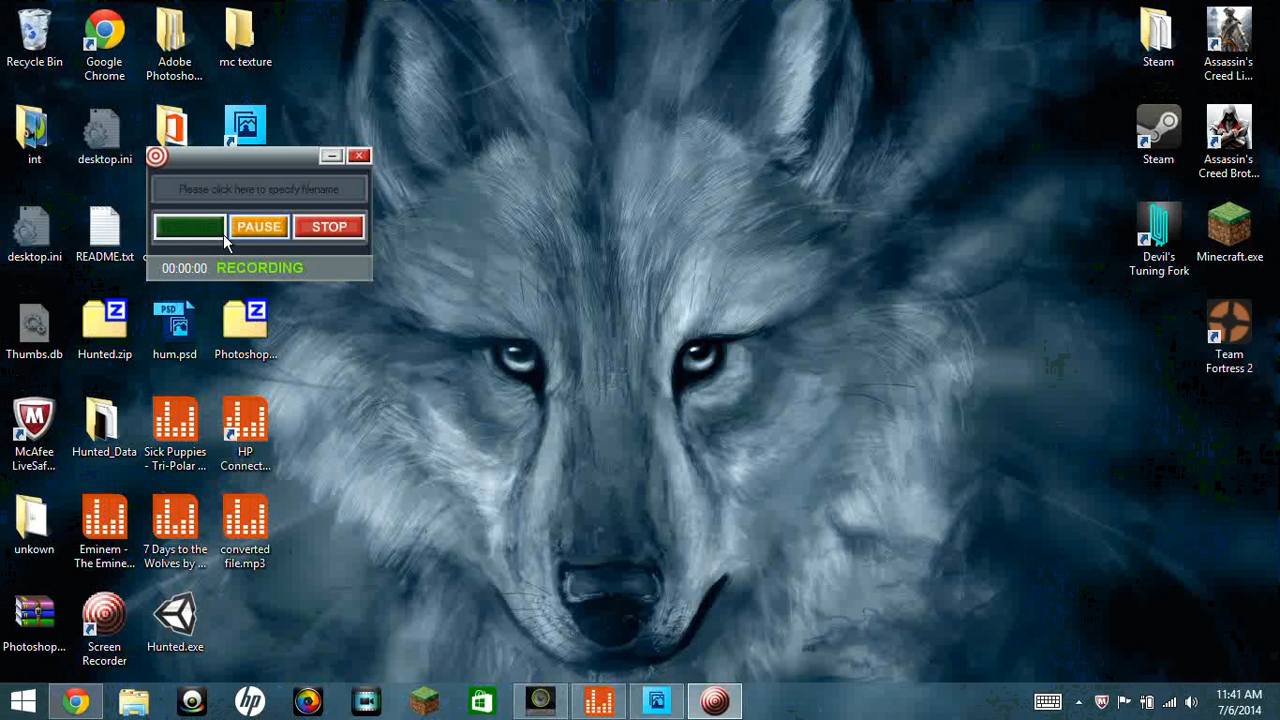 Recycle Bin
Google
Chrome
Adobe
Photosho...
mc texture
Steam
Assassin's
Creed Li...
int
desktop.ini
Steam
Assassin's
Creed Brot...
Please click here to specify filename
PAUSE
STOP
00:00:00
RECORDING
desktop.ini
README.txt
Devil's
Tuning Fork
Minecraft.exe
Z
PSD
Z
Thumbs.db
Hunted.zip
hum.psd
Photoshop...
Team
Fortress 2
McAfee
LiveSaf...
Hunted_Data
Sick Puppies
- Tri-Polar ...
HP
Connect...
unkown
Eminem -
The Emine...
7 Days to the
Wolves by ...
converted
file.mp3
Photoshop...
Screen
Recorder
Hunted.exe
hp
11:41 AM
7/6/2014